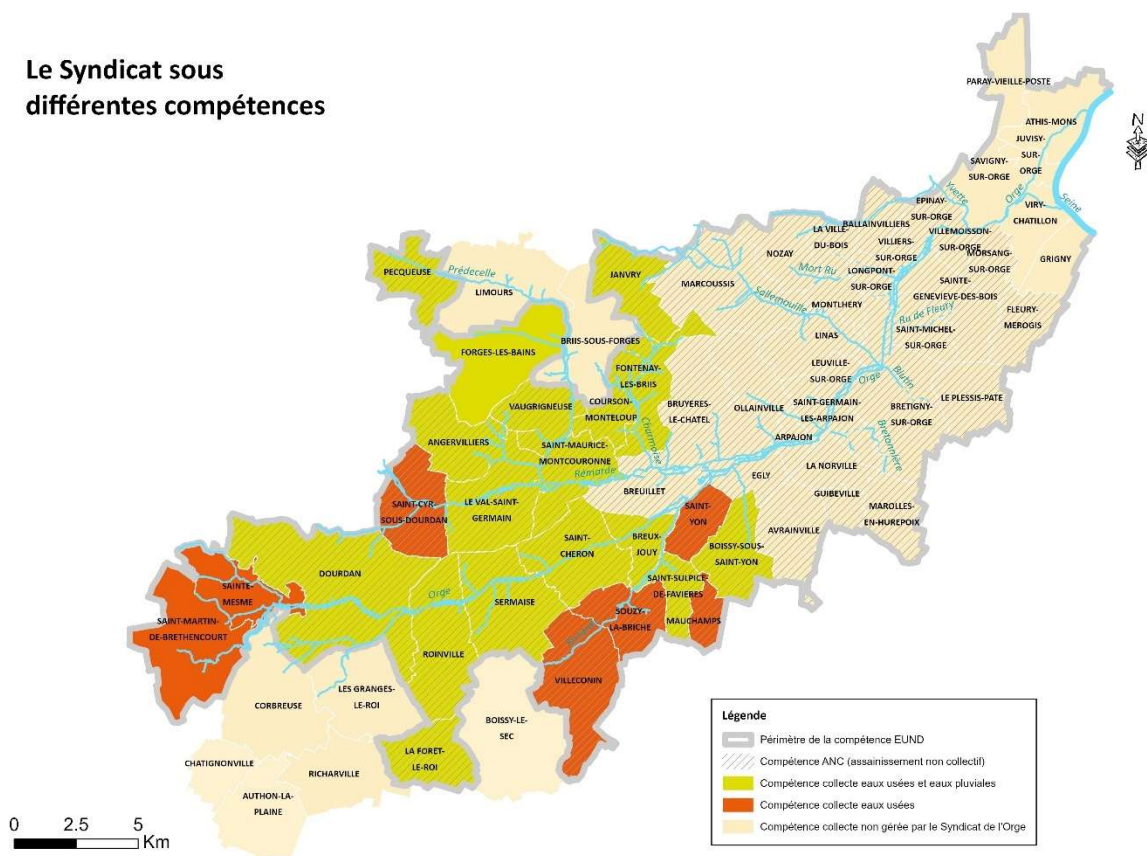 Le Syndicat sous
différentes compétences
N
PARAY-VIEILLE-POSTE
ATHIS-MONS
JUVISY-
SUR-
ORGE
SAVIGNY-
SUR-ORGE
Yvette
Orge
Seine
VIRY-
CHATILLON
EPINAY-
SUR-ORGE
BALLAINVILLIERS
LA VILLE-
DU-BOIS
VILLIERS-
SUR-ORGE
VILLEMOISSON-
SUR-ORGE
MORSANG-
SUR-ORGE
GRIGNY
NOZAY
Mort Ru
LONGPONT-
SUR-ORGE
SAINTE-
GENEVIEVE-DES-BOIS
FLEURY-
MEROGIS
PECQUEUSE
Prédecelle
LIMOURS
JANVRY
MARCOUSSIS
Sallemouille
MONTLHERY
Ru de Fleury
LINAS
SAINT-MICHEL-
SUR-ORGE
FORGES-LES-BAINS
BRIIS-SOUS-FORGES
FONTENAY-
LES-BRIIS
LEUVILLE-
SUR-ORGE
Orge
Blutin
VAUGRIGNEUSE
COURSON-
MONTELOUP
BRUYERES-
LE-CHATEL
OLLAINVILLE
SAINT-GERMAIN-
LES-ARPAJON
BRETIGNY-
SUR-ORGE
LE PLESSIS-PATE
Charmoise
ANGERVILLIERS
SAINT-MAURICE-
MONTCOURONNE
ARPAJON
Bretonnière
Rémarde
BREUILLET
EGLY
LA NORVILLE
GUIBEVILLE
SAINT-CYR-
SOUS-DOURDAN
LE VAL-SAINT-
GERMAIN
SAINT-
YON
AVRAINVILLE
MAROLLES-
EN-HUREPOIX
SAINT-
CHERON
BREUX-
JOUY
BOISSY-SOUS-
SAINT-YON
DOURDAN
SAINT-SULPICE-
DE-FAVIERES
SAINTE-
MESME
Orge
SERMAISE
SOUZY-
LA-BRICHE
MAUCHAMPS
SAINT-MARTIN-
DE-BRETHENCOURT
ROINVILLE
VILLECONIN
LES GRANGES-
LE-ROI
CORBREUSE
BOISSY-LE-
SEC
LA FORET-
LE-ROI
CHATIGNONVILLE
RICHARVILLE
AUTHON-LA-
PLAINE
Légende
Périmètre de la compétence EUND
Compétence ANC (assainissement non collectif)
Compétence collecte eaux usées et eaux pluviales
Compétence collecte eaux usées
Compétence collecte non gérée par le Syndicat de l'Orge
0 2.5 5
Km